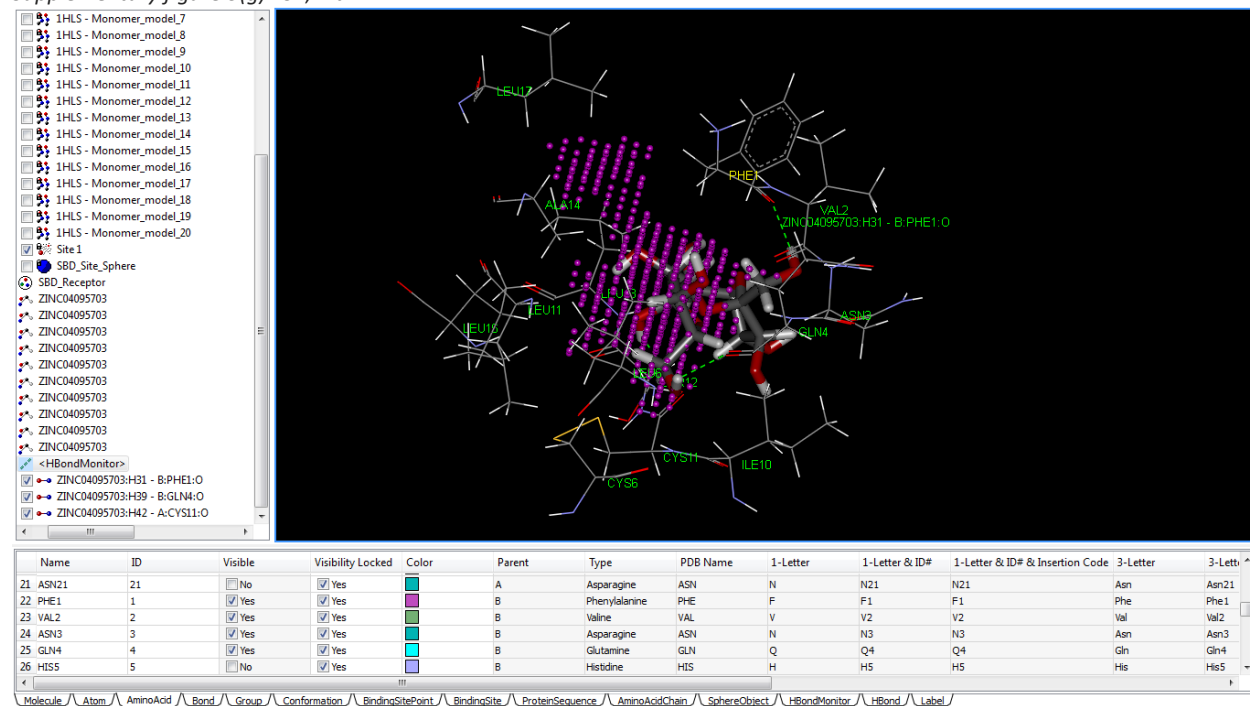 1HLS - Monomer_model_7
1HLS - Monomer_model_8
1HLS - Monomer_model_9
1HLS - Monomer_model_10
1HLS - Monomer_model_11
1HLS - Monomer_model_12
1HLS - Monomer_model_13
1HLS - Monomer_model_14
1HLS - Monomer_model_15
1HLS - Monomer_model_16
1HLS - Monomer_model_17
1HLS - Monomer_model_18
1HLS - Monomer_model_19
1HLS - Monomer_model_20
Site 1
SBD_Site_Sphere
SBD_Receptor
ZINC04095703
ZINC04095703
ZINC04095703
ZINC04095703
ZINC04095703
ZINC04095703
ZINC04095703
ZINC04095703
ZINC04095703
ZINC04095703
<HBondMonitor>
ZINC04095703:H31 - B:PHE1:O
ZINC04095703:H39 - B:GLN4:O
ZINC04095703:H42 - A:CYS11:O
LEU17
PHE1
ALA14
VAL2
ZINC04095703:H31 - B:PHE1:O
LEU13
LEU11
LEU15
ASN3
GLN4
LEU6
CYS11
ILE10
CYS6
Name ID Visible Visibility Locked Color Parent Type PDB Name 1-Letter 1-Letter & ID# 1-Letter & ID# & Insertion Code 3-Letter
21 ASN21 21 No Yes A Asparagine ASN N N21 N21 Asn Asn21
22 PHE1 1 Yes Yes B Phenylalanine PHE F F1 F1 Phe Phe1
23 VAL2 2 Yes Yes B Valine VAL V V2 V2 Val Val2
24 ASN3 3 Yes Yes B Asparagine ASN N N3 N3 Asn Asn3
25 GLN4 4 Yes Yes B Glutamine GLN Q Q4 Q4 Gln Gln4
26 HIS5 5 No Yes B Histidine HIS H H5 H5 His His5
Molecule Atom AminoAcid Bond Group Conformation BindingSitePoint BindingSite ProteinSequence AminoAcidChain SphereObject HBondMonitor HBond Label